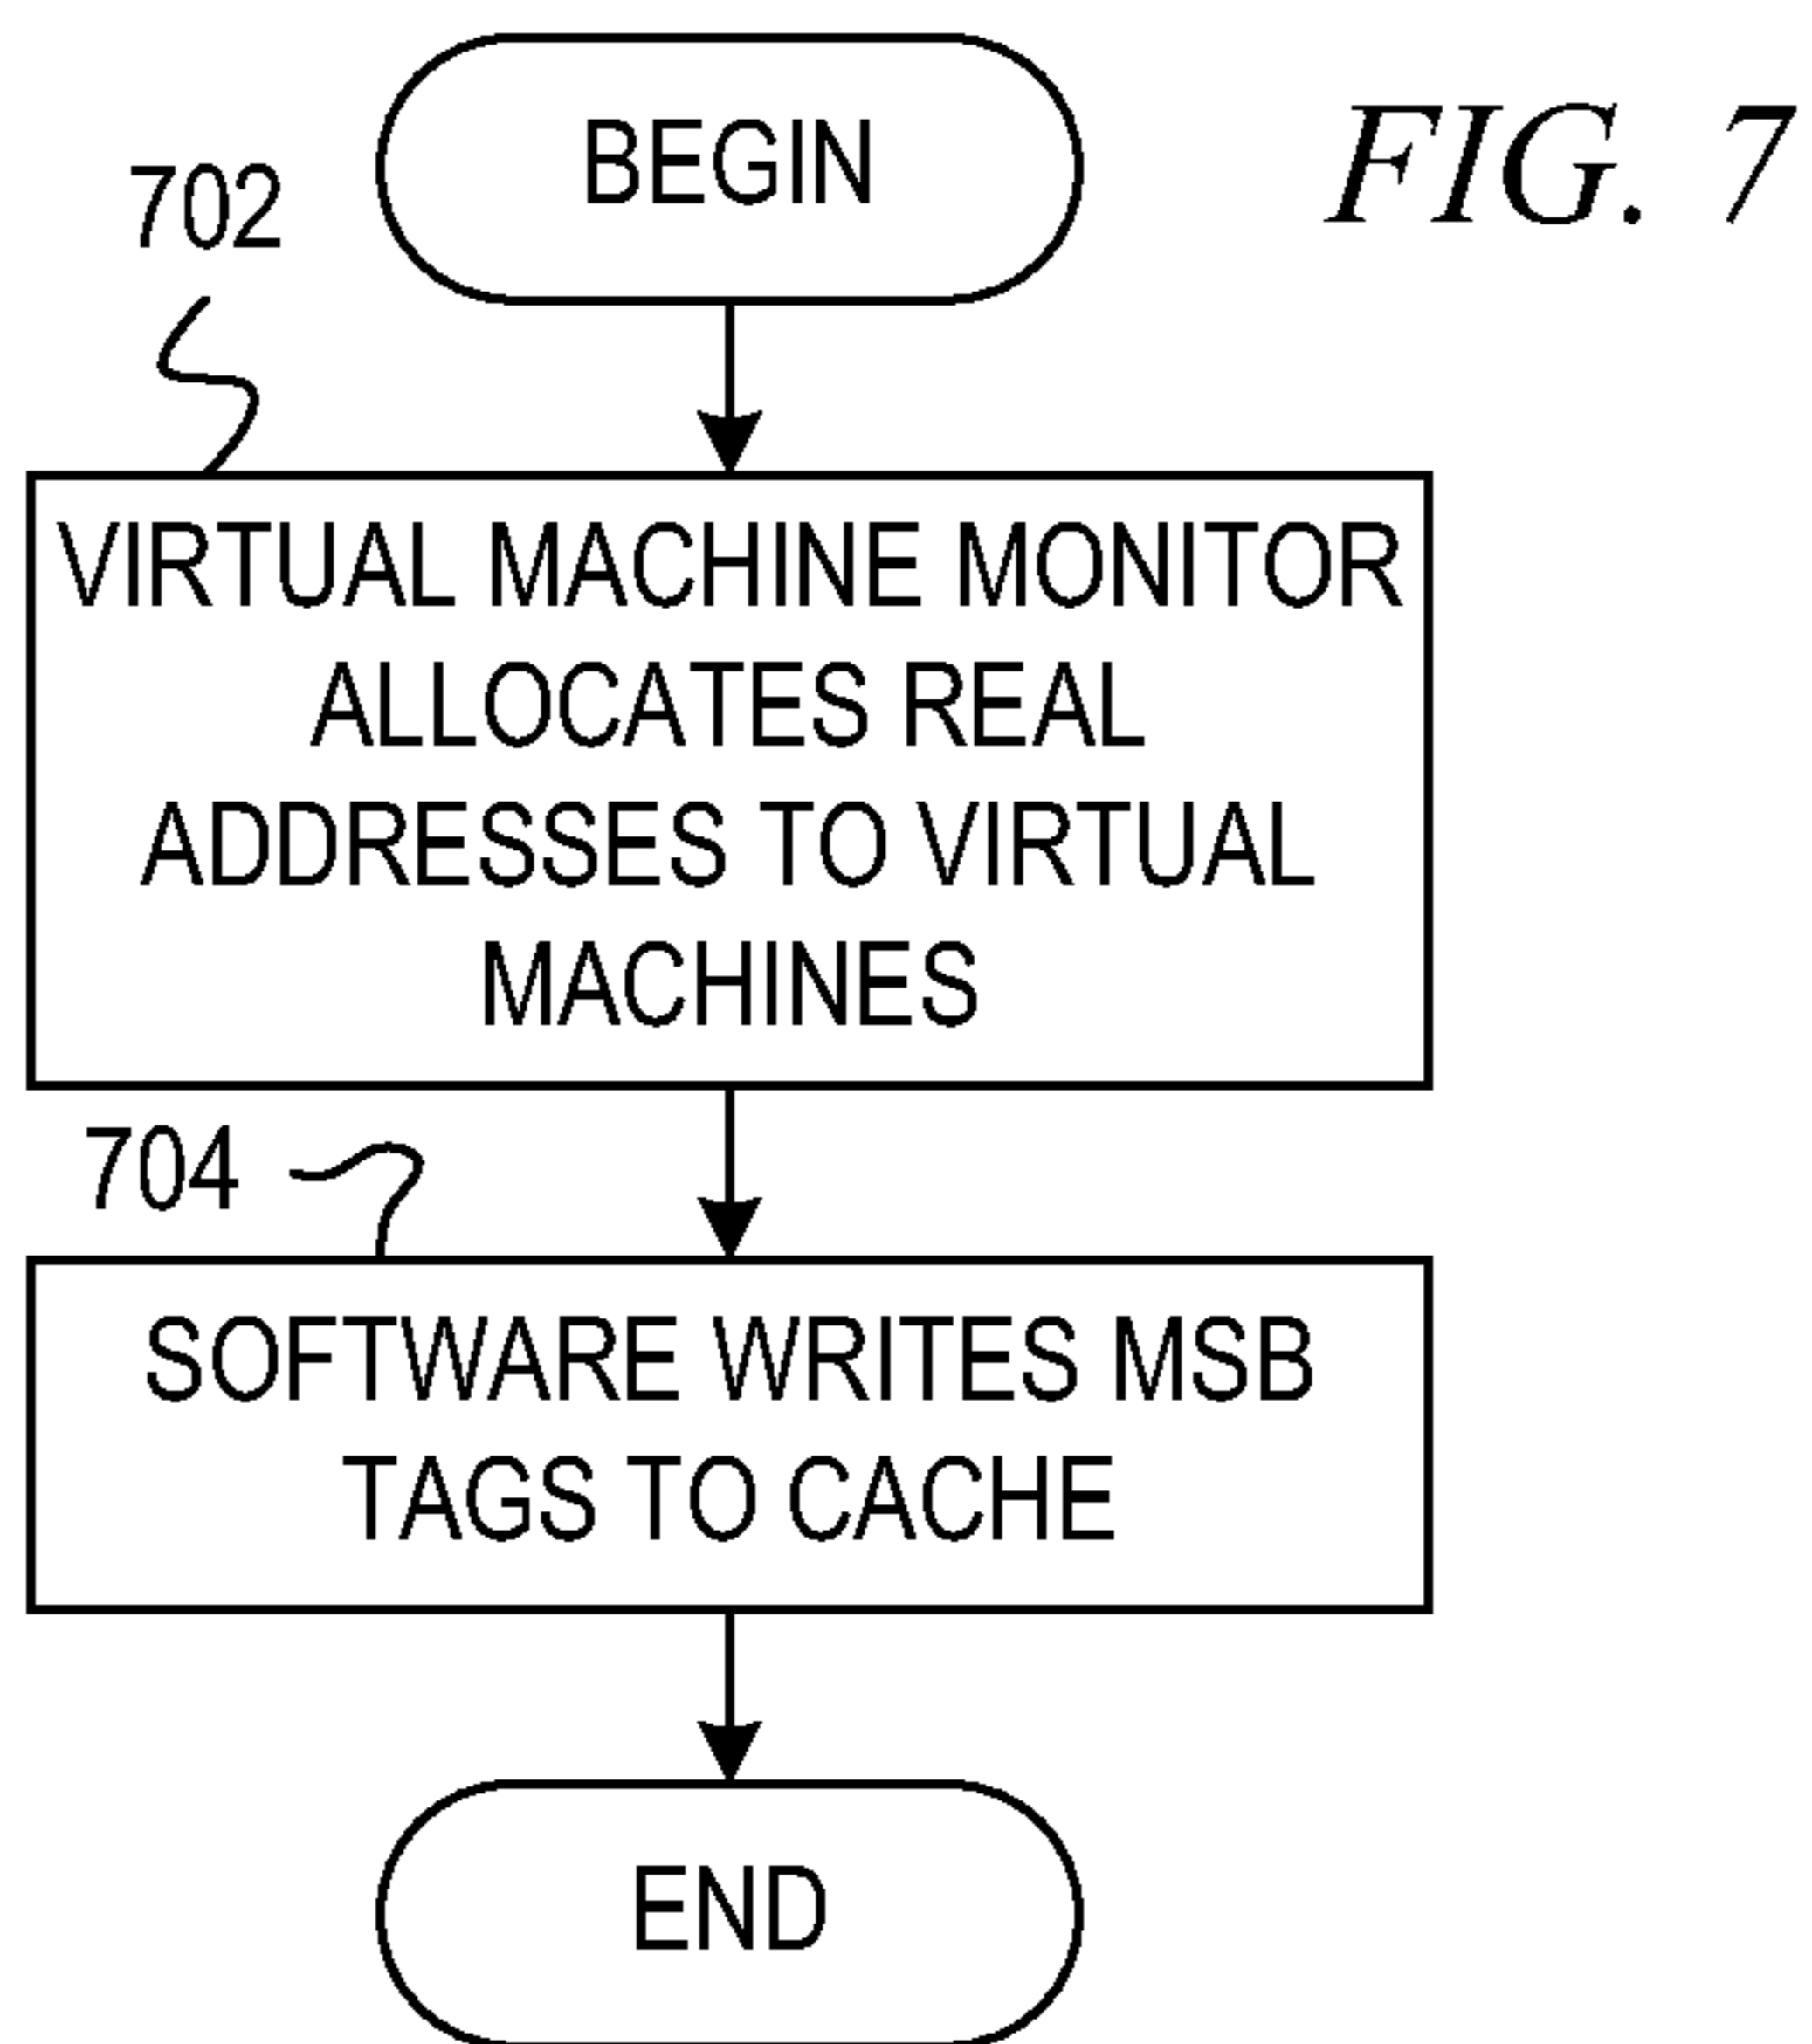 BEGIN
FIG. 7
702
VIRTUAL MACHINE MONITOR
ALLOCATES REAL
ADDRESSES TO VIRTUAL
MACHINES
704
SOFTWARE WRITES MSB
TAGS TO CACHE
END